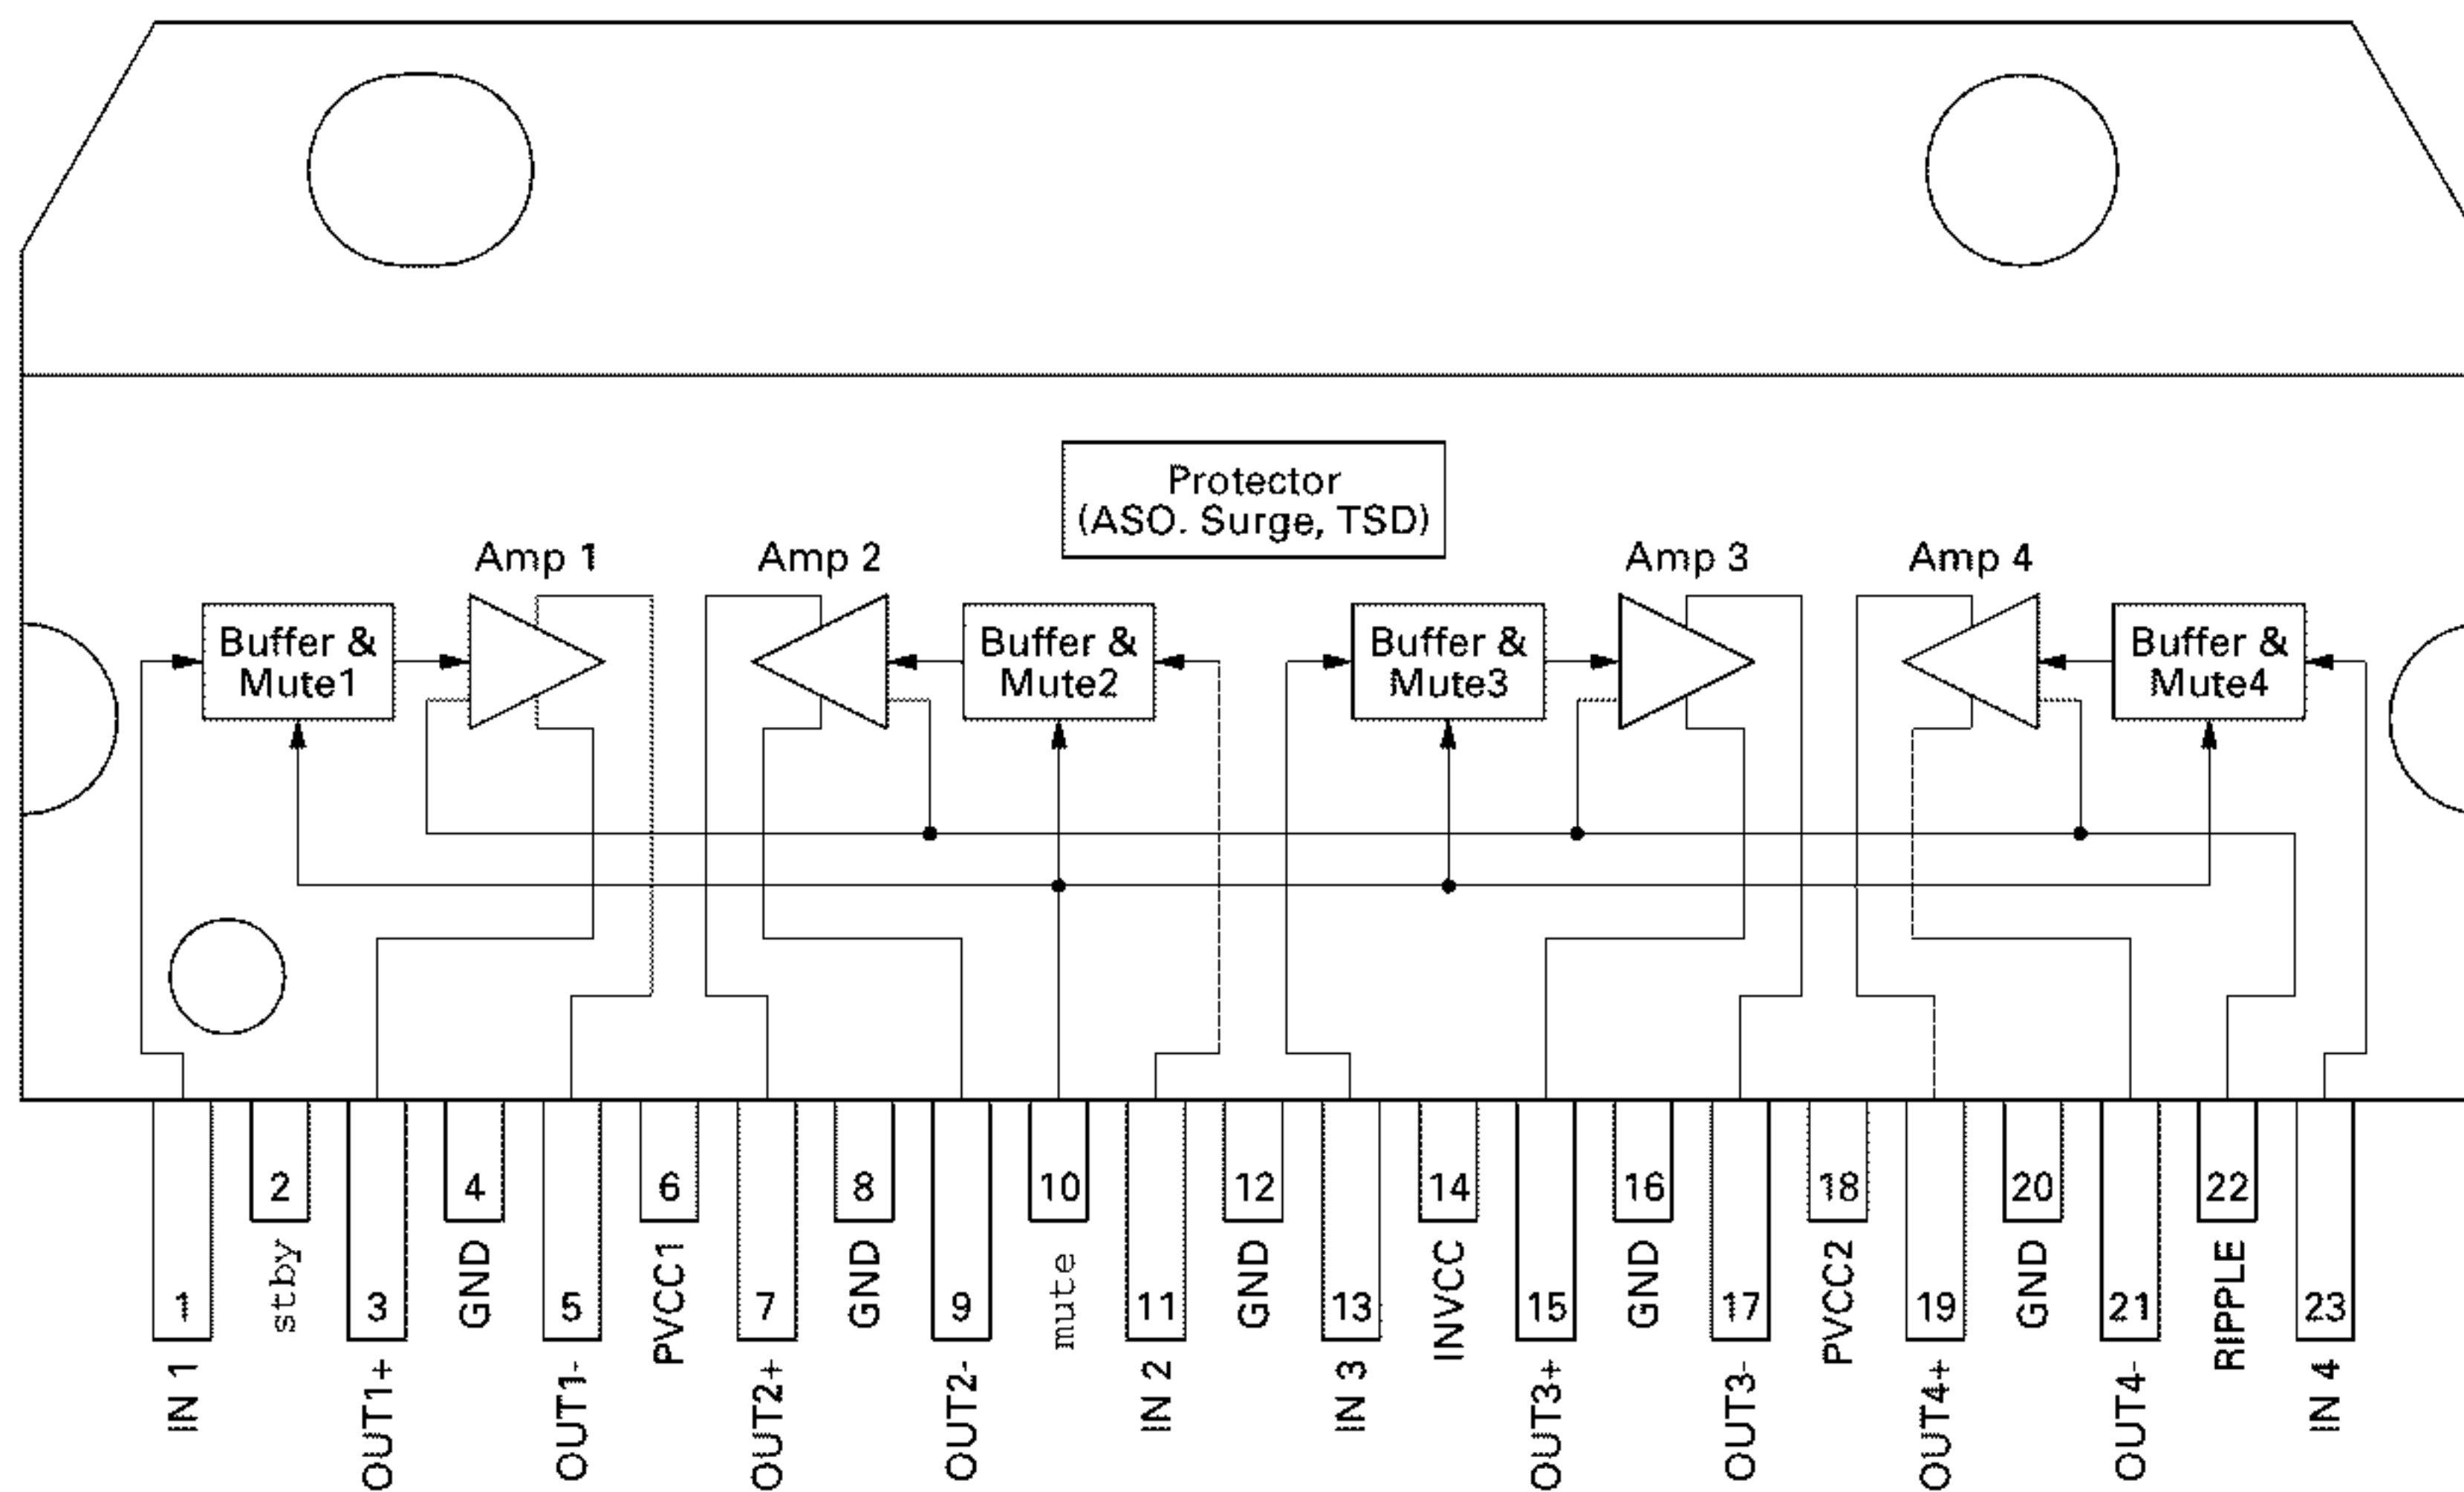 Protector
(ASO. Surge, TSD)
Amp 1
Amp 2
Amp 3
Amp 4
Buffer &
Mute1
Buffer &
Mute2
Buffer &
Mute3
Buffer &
Mute4
1
2
3
4
5
6
7
8
9
10
11
12
13
14
15
16
17
18
19
20
21
22
23
IN 1
stby
OUT1+
GND
OUT1-
PVCC1
OUT2+
GND
OUT2-
mute
IN 2
GND
IN 3
INVCC
OUT3+
GND
OUT3-
PVCC2
OUT4+
GND
OUT4-
RIPPLE
IN 4